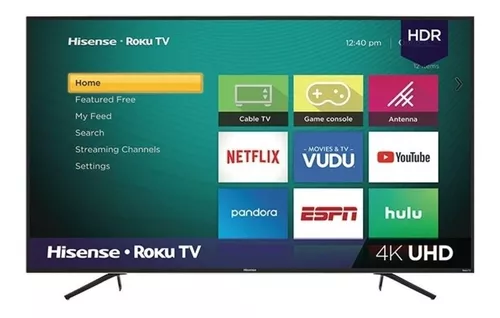 Hisense • Roku TV
12:40 pm
HDR
Home
Featured Free
My Feed
Search
Streaming Channels
Settings
Cable TV
Game console
Antenna
NETFLIX
MOVIES & TV
VUDU
YouTube
pandora
ESPN
hulu
Hisense • Roku TV
4K UHD
Hisense